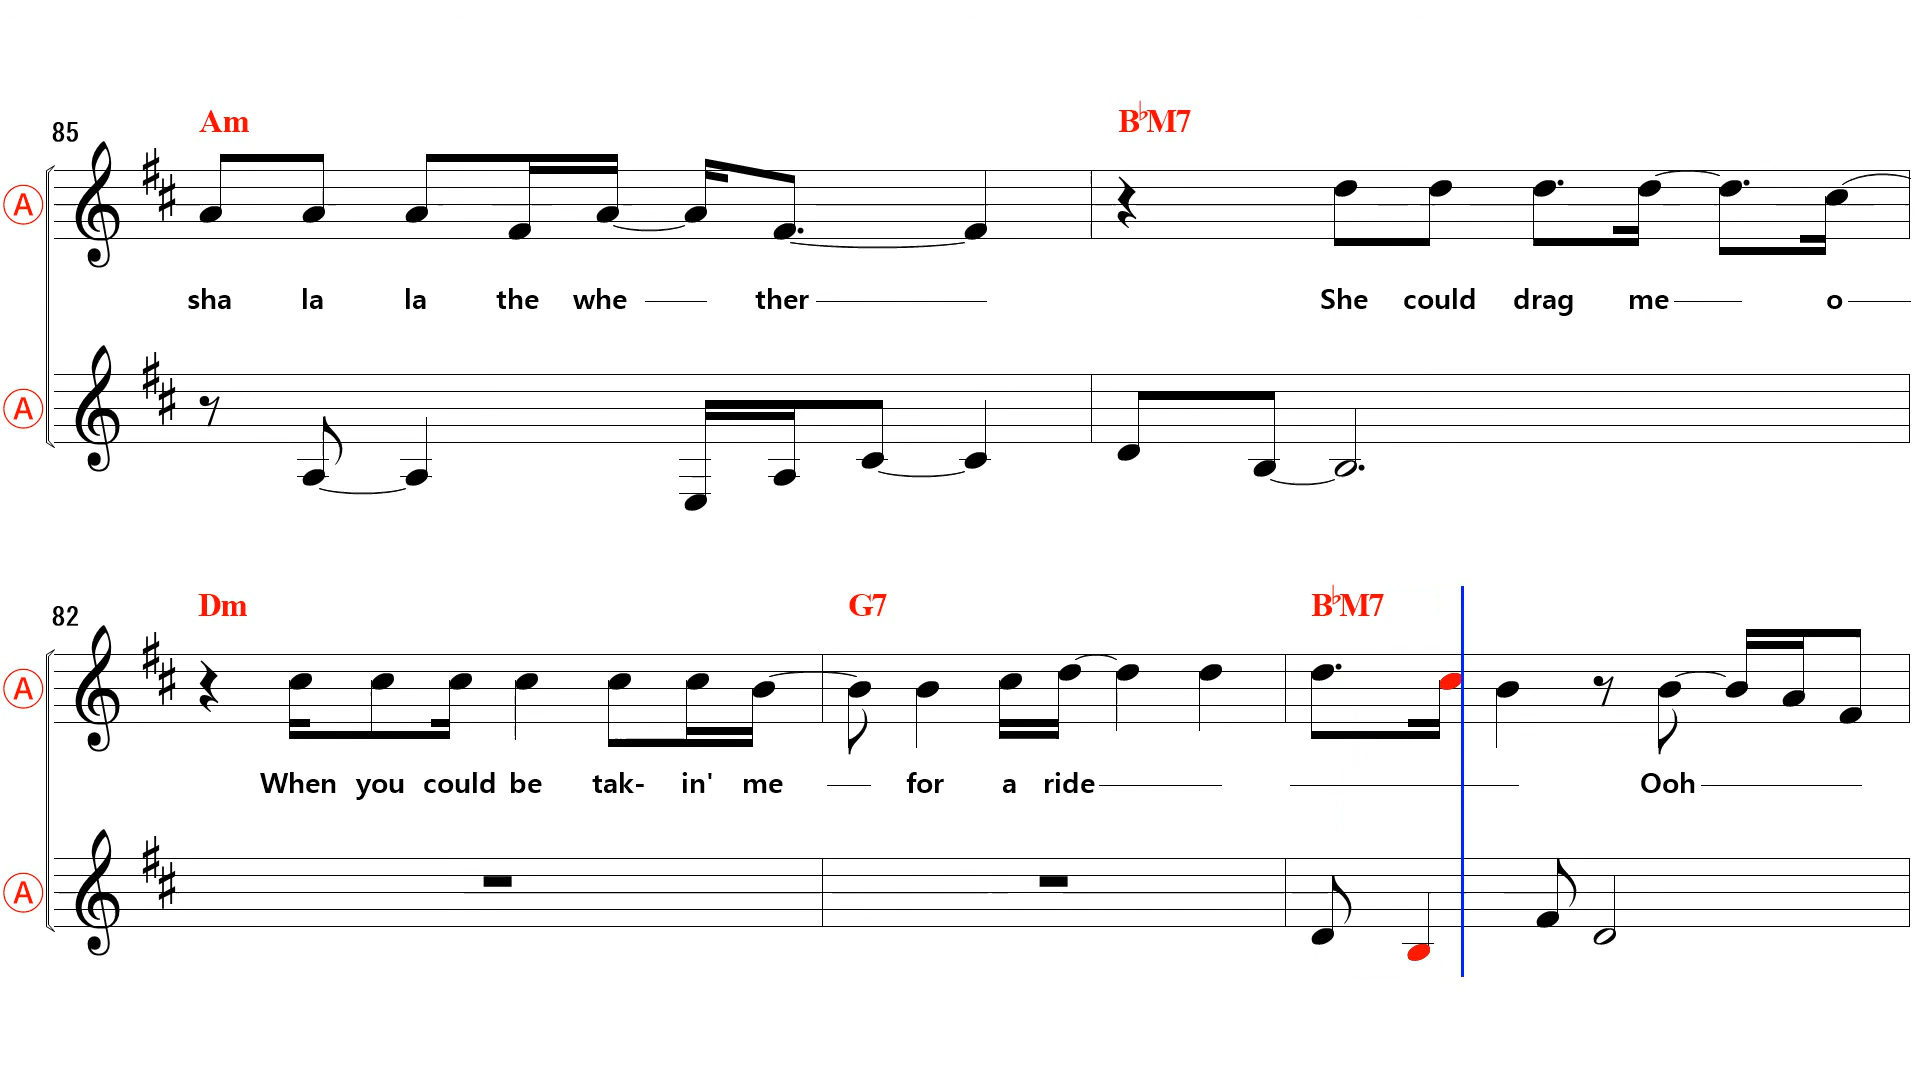 85 Am B♭M7
A
sha la la the whe ther She could drag me o
A
82 Dm G7 B♭M7
A
When you could be tak- in' me for a ride Ooh
A